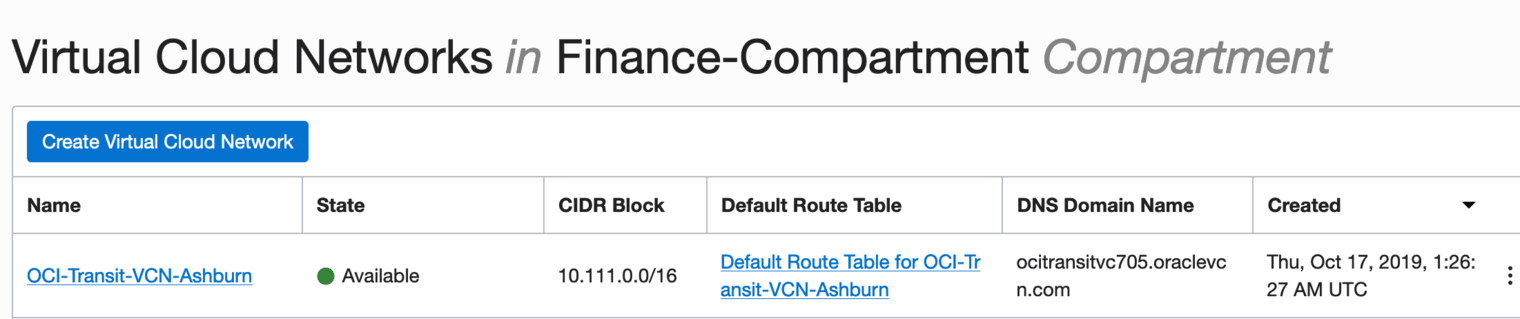 Virtual Cloud Networks in Finance-Compartment Compartment
Create Virtual Cloud Network
Name State CIDR Block Default Route Table DNS Domain Name Created
OCI-Transit-VCN-Ashburn Available 10.111.0.0/16 Default Route Table for OCI-Tr ocitransitvc705.oraclevc Thu, Oct 17, 2019, 1:26:
ansit-VCN-Ashburn n.com 27 AM UTC